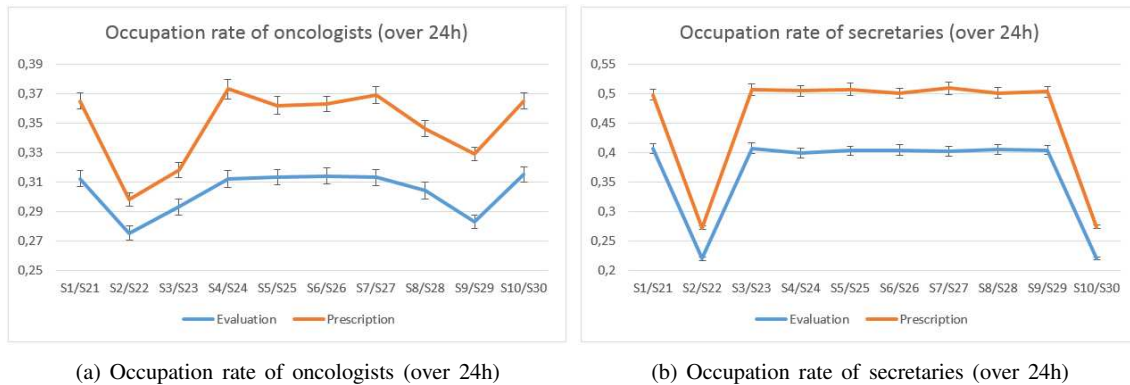 Occupation rate of oncologists (over 24h)
0,39
0,37
0,35
0,33
0,31
0,29
0,27
0,25
S1/S21 S2/S22 S3/S23 S4/S24 S5/S25 S6/S26 S7/S27 S8/S28 S9/S29 S10/S30
Evaluation Prescription
(a) Occupation rate of oncologists (over 24h)
Occupation rate of secretaries (over 24h)
0,55
0,5
0,45
0,4
0,35
0,3
0,25
0,2
S1/S21 S2/S22 S3/S23 S4/S24 S5/S25 S6/S26 S7/S27 S8/S28 S9/S29 S10/S30
Evaluation Prescription
(b) Occupation rate of secretaries (over 24h)